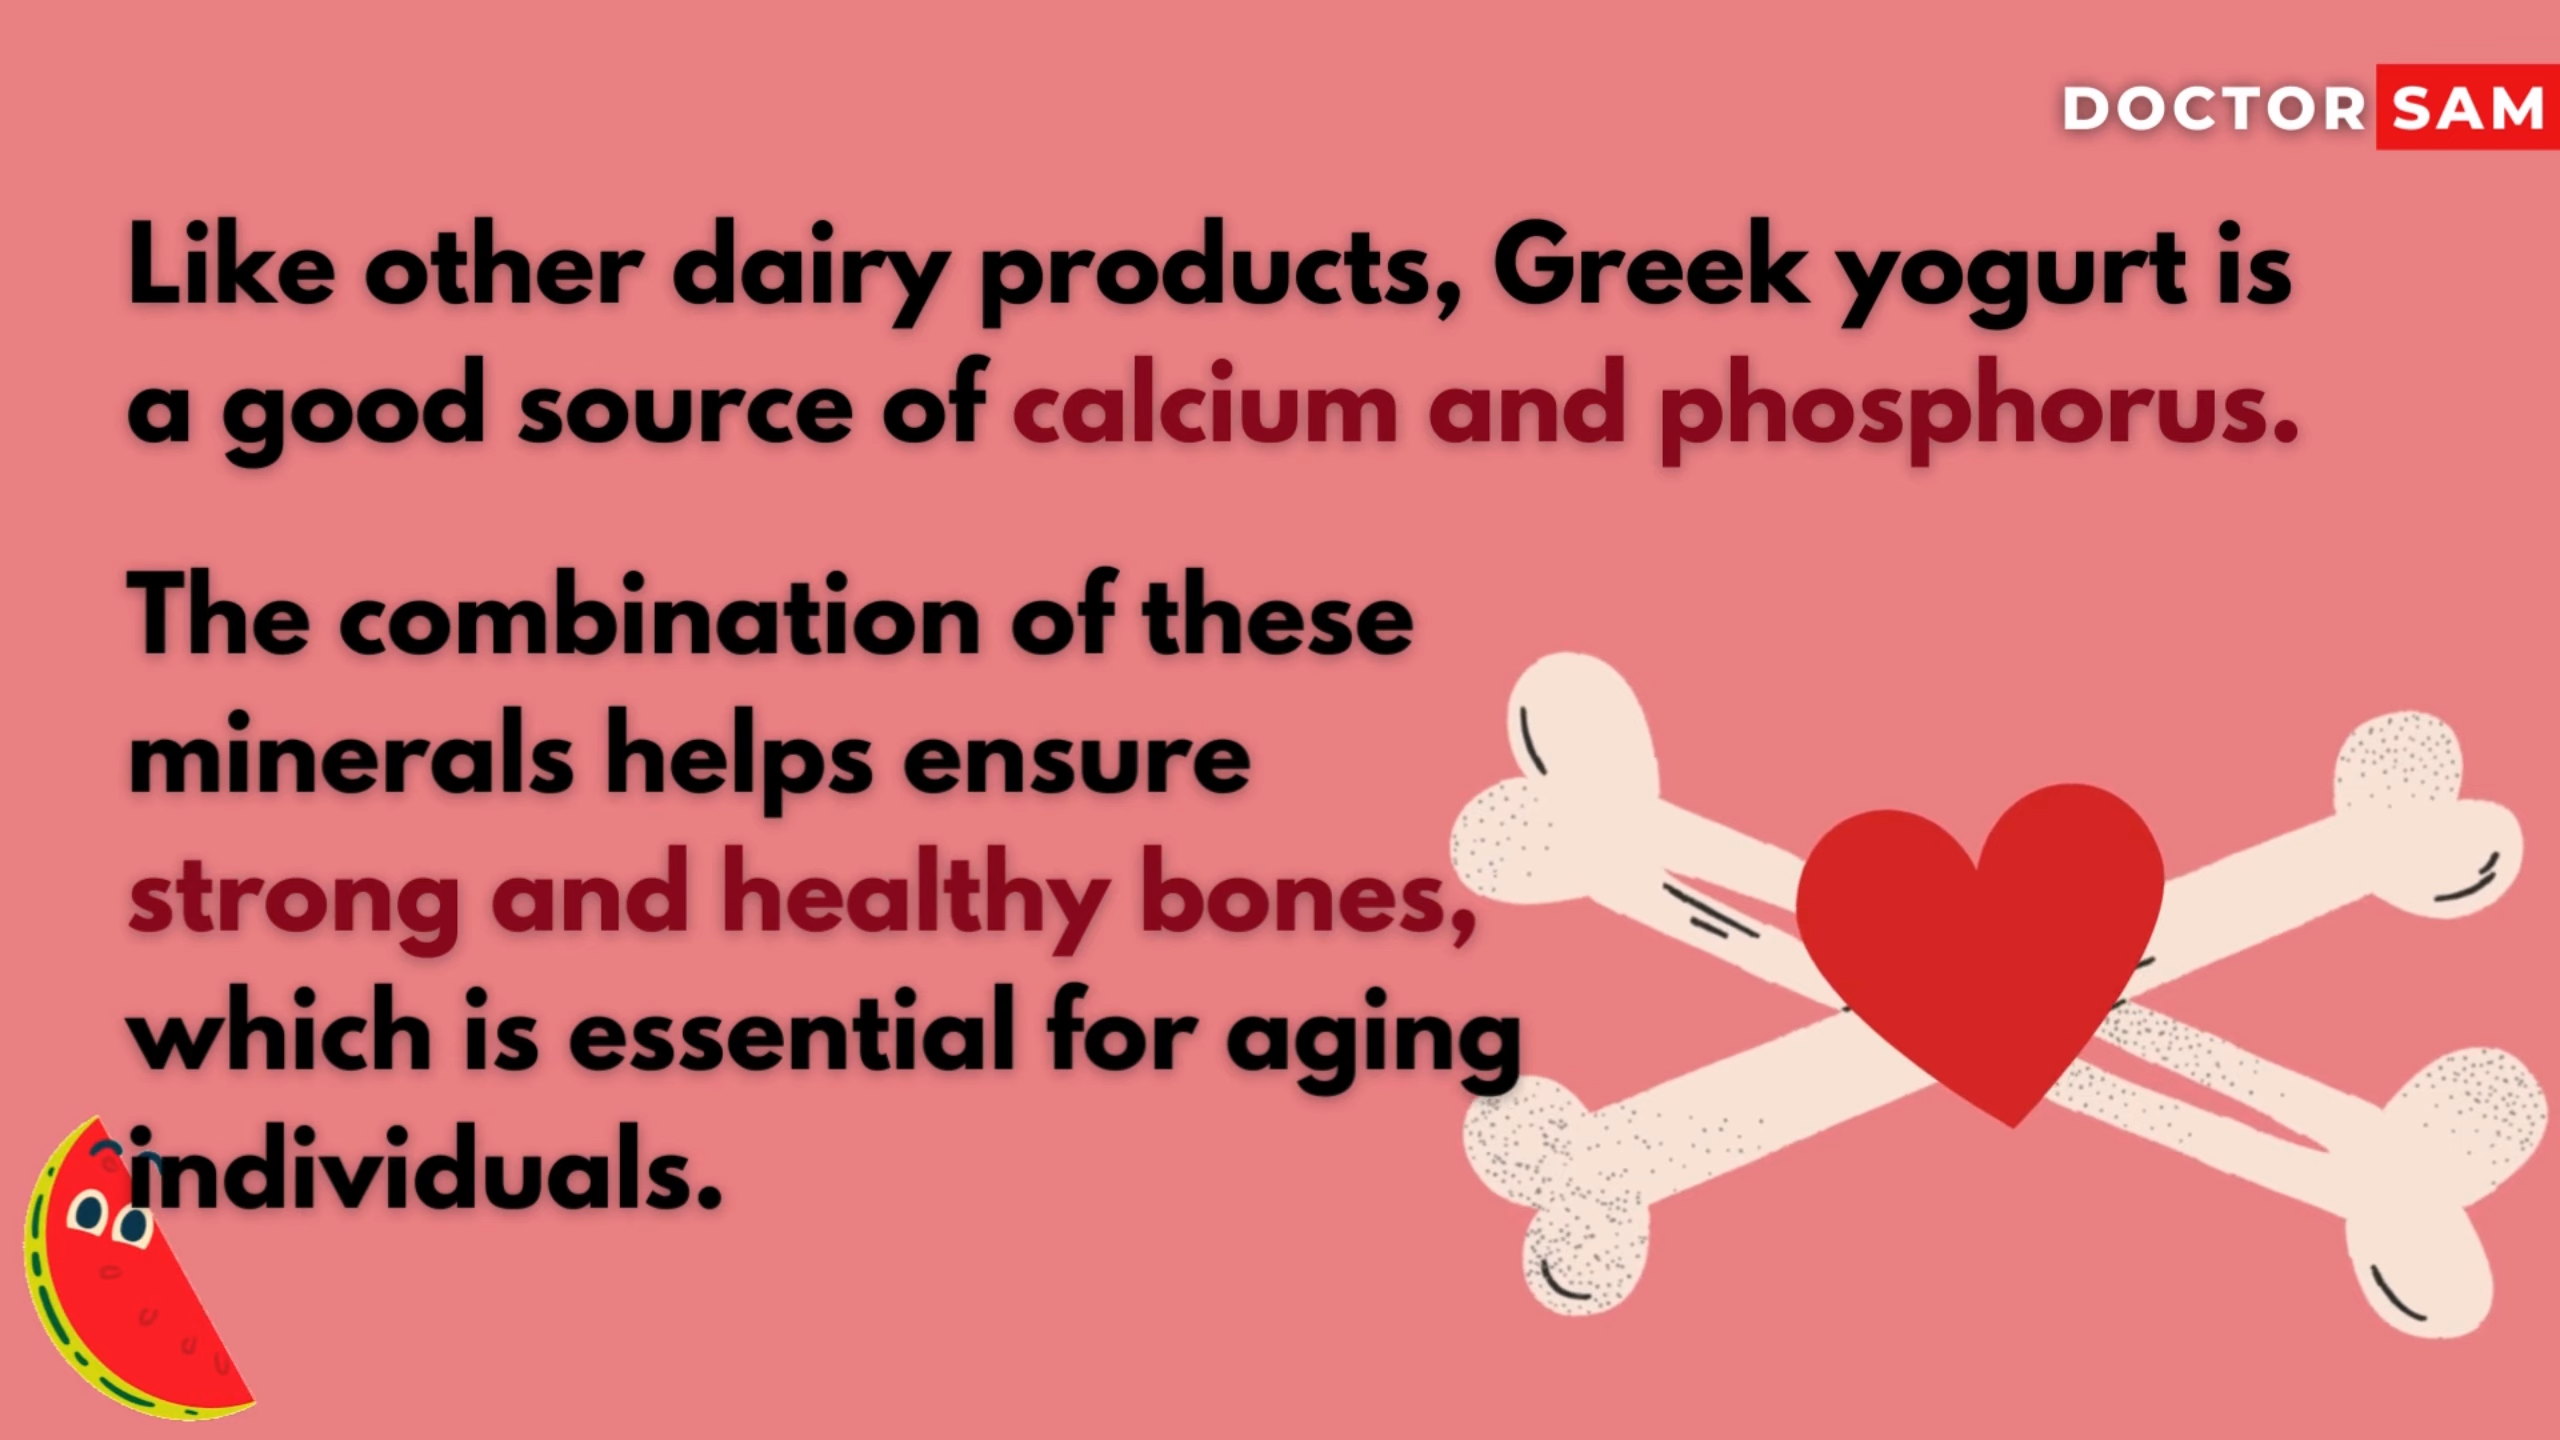 DOCTOR SAM
Like other dairy products, Greek yogurt is
a good source of calcium and phosphorus.
The combination of these
minerals helps ensure
strong and healthy bones,
which is essential for aging
individuals.